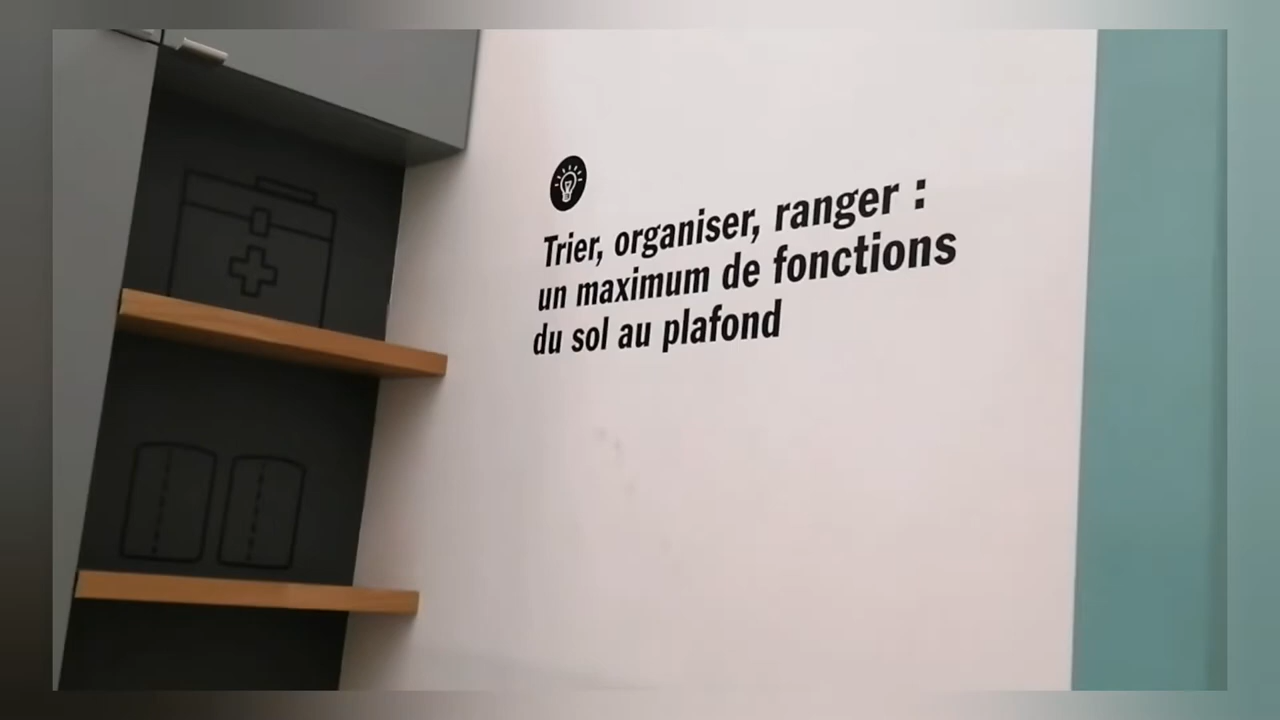 Trier, organiser, ranger :
un maximum de fonctions
du sol au plafond